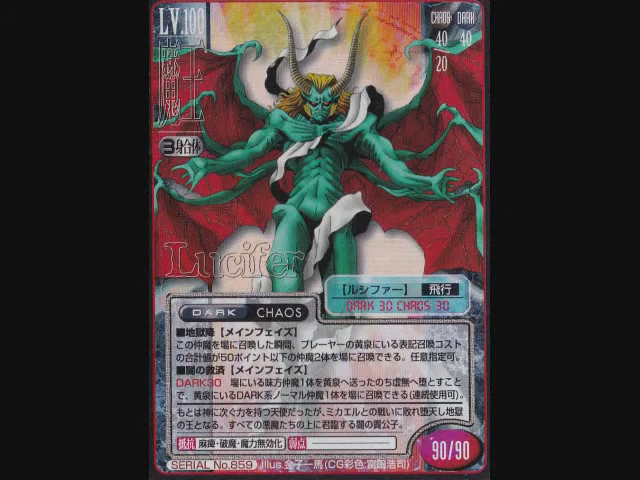 LV.100
CHAOS DARK
40 40
20
魔王
3身合体
Lucifer
【ルシファー】 飛行
DARK 30 CHAOS 30
DARK CHAOS
■地獄降【メインフェイズ】
この仲魔を場に召喚した瞬間、プレーヤーの黄泉にいる表記召喚コスト
の合計値が50ポイント以下の仲魔2体を場に召喚できる。任意指定可。
■闇の救済【メインフェイズ】
DARK30 場にいる味方仲魔1体を黄泉へ送ったのち虚無へ堕とすこと
で、黄泉にいるDARK系ノーマル仲魔1体を場に召喚できる(連続使用可)。
もとは神に次ぐ力を持つ天使だったが、ミカエルとの戦いに敗れ堕天し地獄
の王となる。すべての悪魔たちの上に君臨する闇の貴公子。
抵抗 麻痺・破魔・魔力無効化 弱点
90/90
SERIAL No.859 Illus.金子一馬(CG彩色:富国浩司)